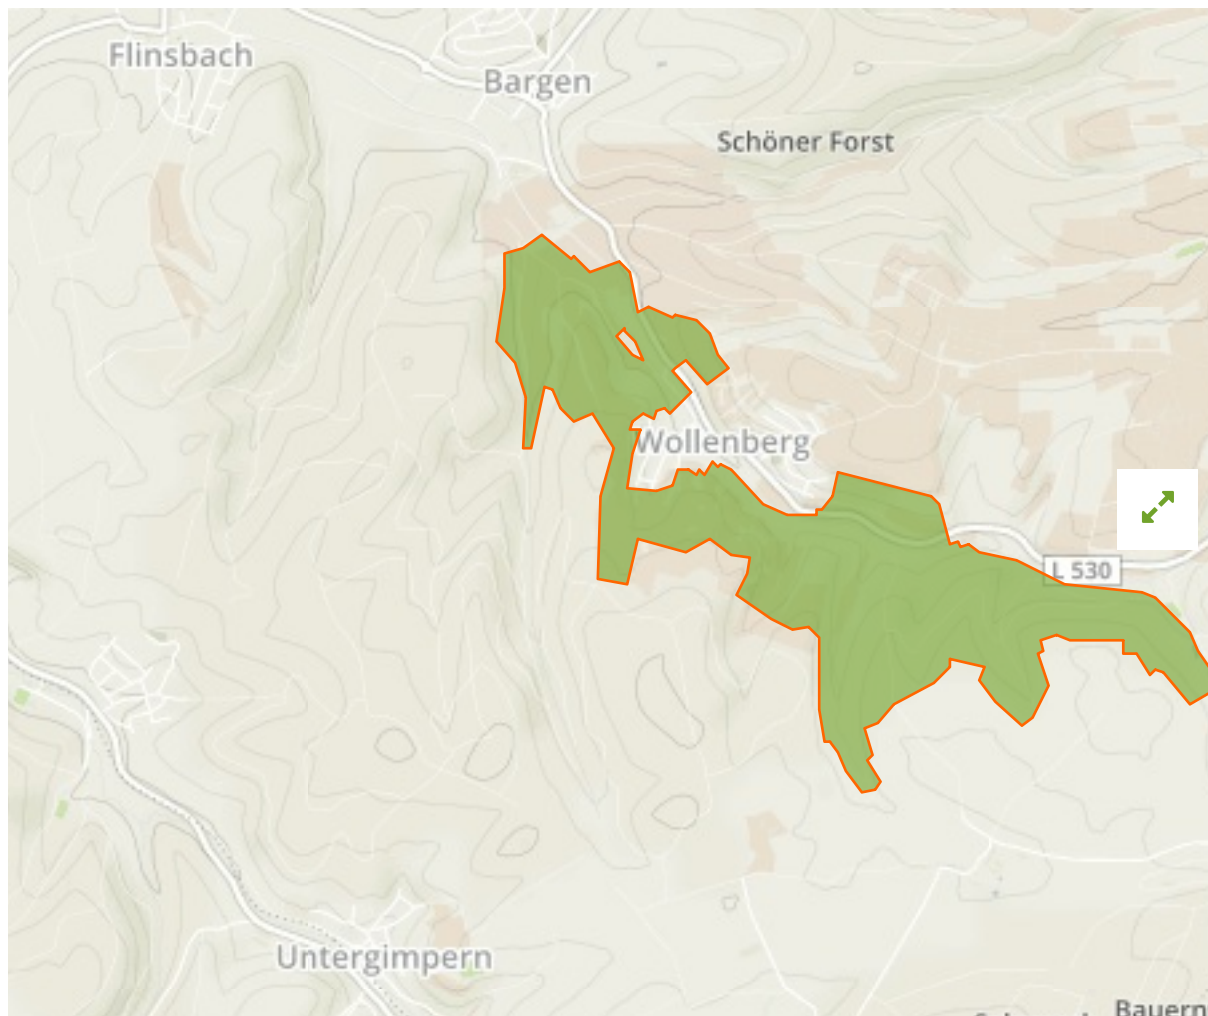 Flinsbach
Bargen
Schöner Forst
Wollenberg
L 530
Untergimpern
Bauern